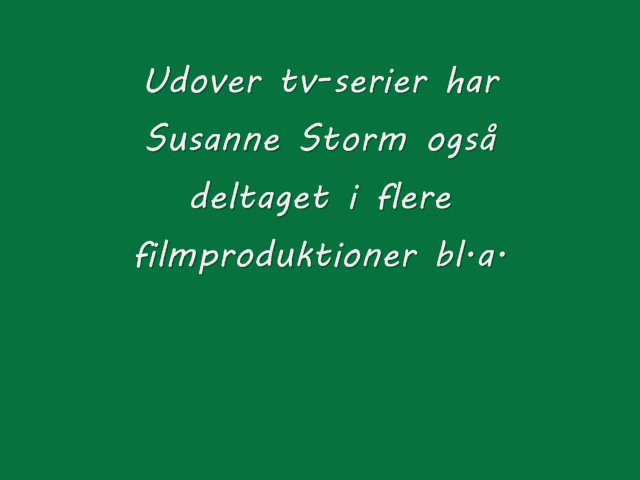 Udover tv-serier har
Susanne Storm også
deltaget i flere
filmproduktioner bl.a.